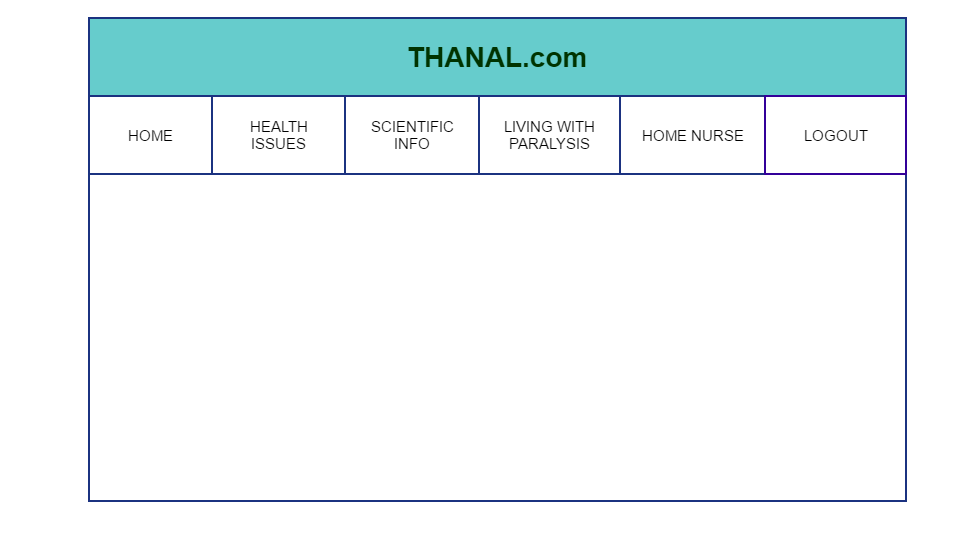 THANAL.com
HOME
HEALTH
ISSUES
SCIENTIFIC
INFO
LIVING WITH
PARALYSIS
HOME NURSE
LOGOUT